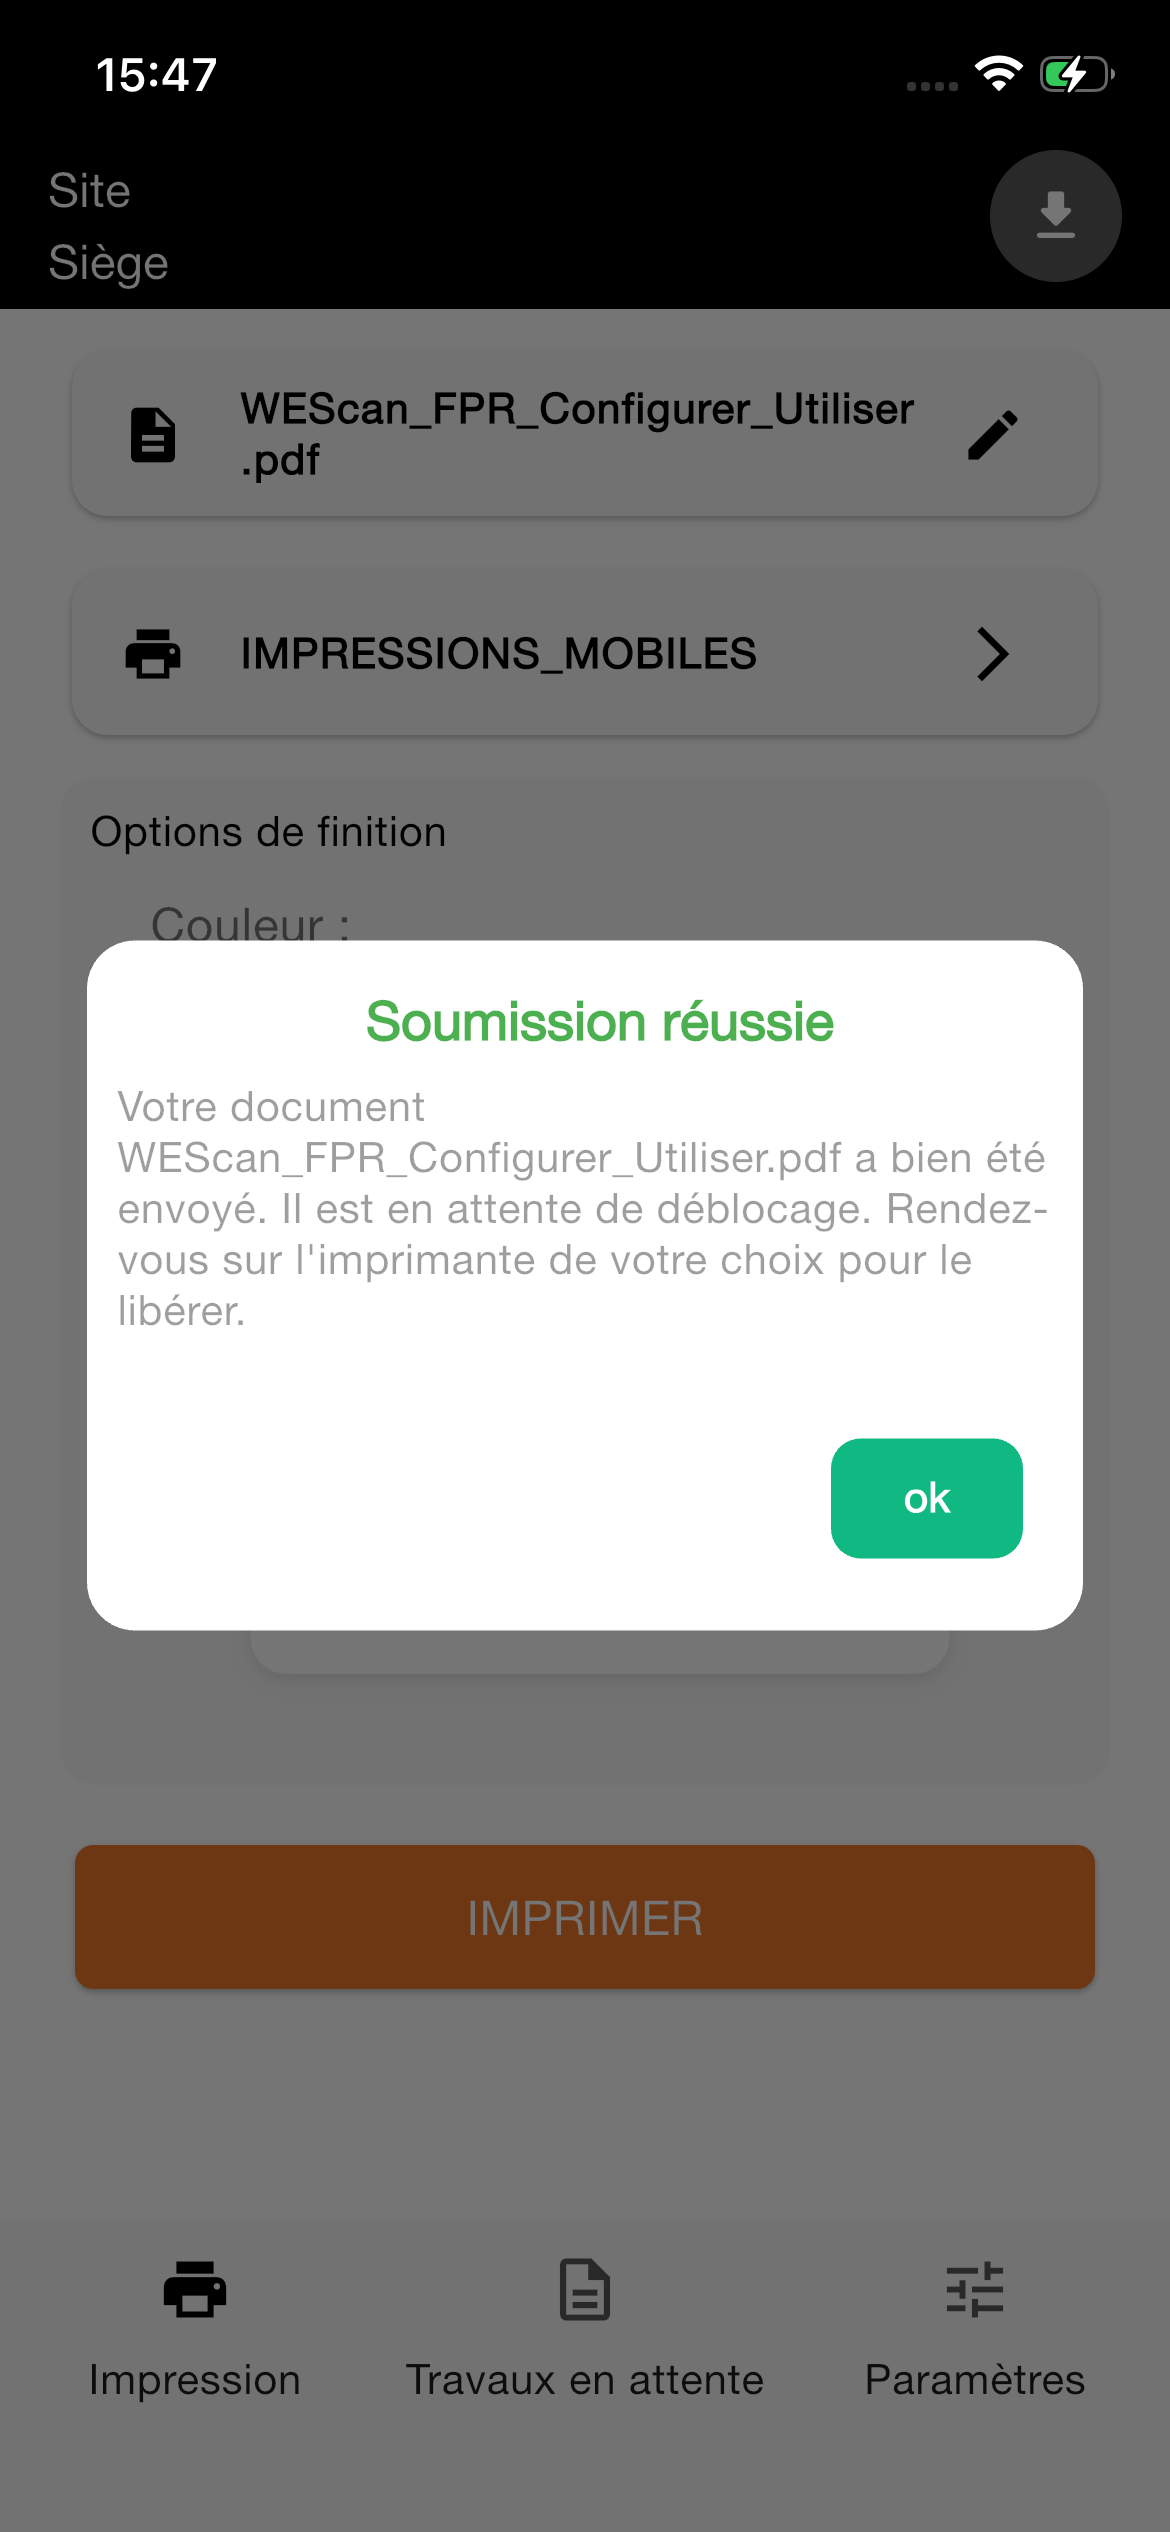 15:47
Site
Siège
WEScan_FPR_Configurer_Utiliser
.pdf
IMPRESSIONS_MOBILES
Options de finition
Couleur :
Soumission réussie
Votre document
WEScan_FPR_Configurer_Utiliser.pdf a bien été
envoyé. Il est en attente de déblocage. Rendez-
vous sur l'imprimante de votre choix pour le
libérer.
ok
IMPRIMER
Impression
Travaux en attente
Paramètres